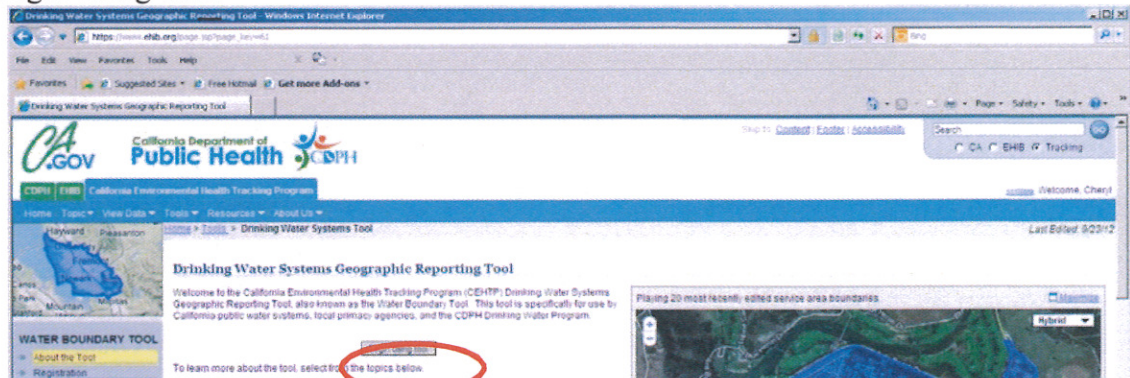 Drinking Water Systems Geographic Reporting Tool - Windows Internet Explorer
File Edit View Favorites Tools Help
Favorites Suggested Sites Free Hotmail Get more Add-ons
Drinking Water Systems Geographic Reporting Tool
Page Safety Tools
CA.GOV California Department of Public Health CDPH
Skip to: Content | Footer | Accessibility
Search
CA EHIB Tracking
CDPH EHIB California Environmental Health Tracking Program
Welcome, Cheryl
Home Topic View Data Tools Resources About Us
Home > Tools > Drinking Water Systems Tool
Last Edited: 9/23/12
Hayward Pleasanton
Mountain Milpitas
Drinking Water Systems Geographic Reporting Tool
Welcome to the California Environmental Health Tracking Program (CEHTP) Drinking Water Systems
Geographic Reporting Tool, also known as the Water Boundary Tool. This tool is specifically for use by
California public water systems, local primacy agencies, and the CDPH Drinking Water Program.
Playing 20 most recently edited service area boundaries
Maximize
Hybrid
WATER BOUNDARY TOOL
About the Tool
Registration
To learn more about the tool, select from the topics below.